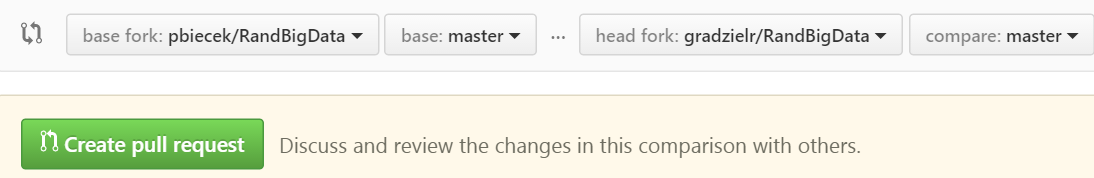 base fork: pbiecek/RandBigData base: master ... head fork: gradzielr/RandBigData compare: master
Create pull request Discuss and review the changes in this comparison with others.